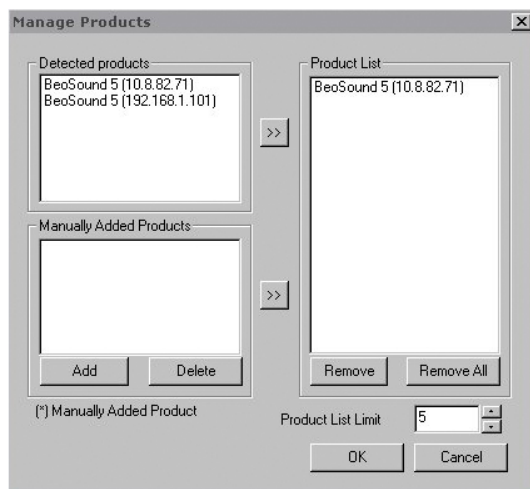 Manage Products
Detected products
BeoSound 5 (10.8.82.71)
BeoSound 5 (192.168.1.101)
>>
Manually Added Products
>>
Add
Delete
(*) Manually Added Product
Product List
BeoSound 5 (10.8.82.71)
Remove
Remove All
Product List Limit
5
OK
Cancel